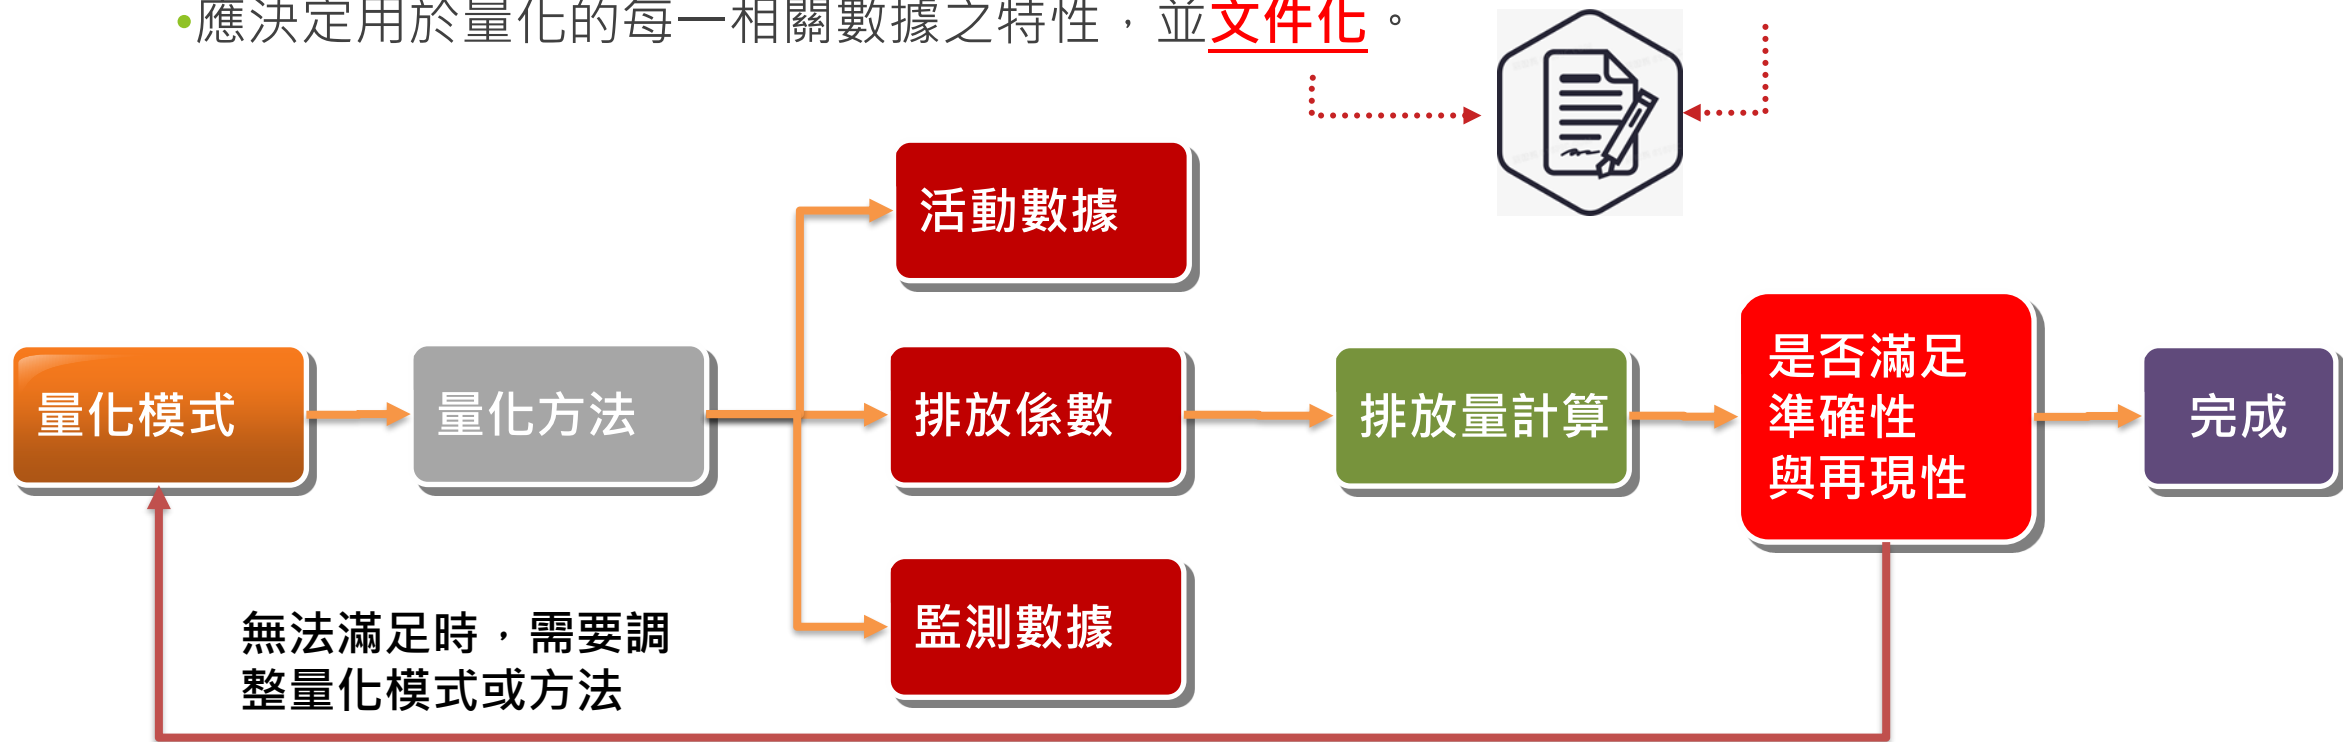 •應決定用於量化的每一相關數據之特性，並文件化。
活動數據
量化模式
量化方法
排放係數
排放量計算
是否滿足
準確性
與再現性
完成
監測數據
無法滿足時，需要調
整量化模式或方法